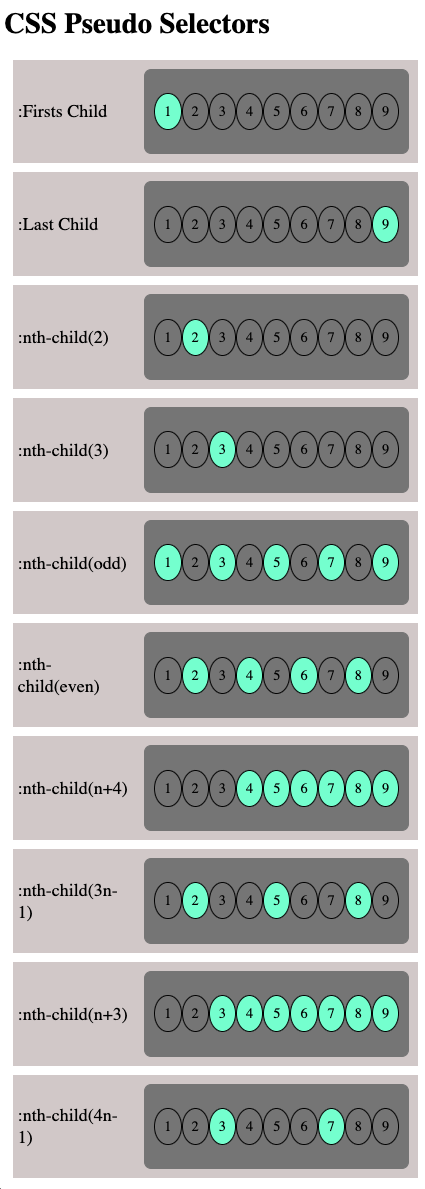 CSS Pseudo Selectors
:Firsts Child
1 2 3 4 5 6 7 8 9
:Last Child
1 2 3 4 5 6 7 8 9
:nth-child(2)
1 2 3 4 5 6 7 8 9
:nth-child(3)
1 2 3 4 5 6 7 8 9
:nth-child(odd)
1 2 3 4 5 6 7 8 9
:nth-
child(even)
1 2 3 4 5 6 7 8 9
:nth-child(n+4)
1 2 3 4 5 6 7 8 9
:nth-child(3n-
1)
1 2 3 4 5 6 7 8 9
:nth-child(n+3)
1 2 3 4 5 6 7 8 9
:nth-child(4n-
1)
1 2 3 4 5 6 7 8 9